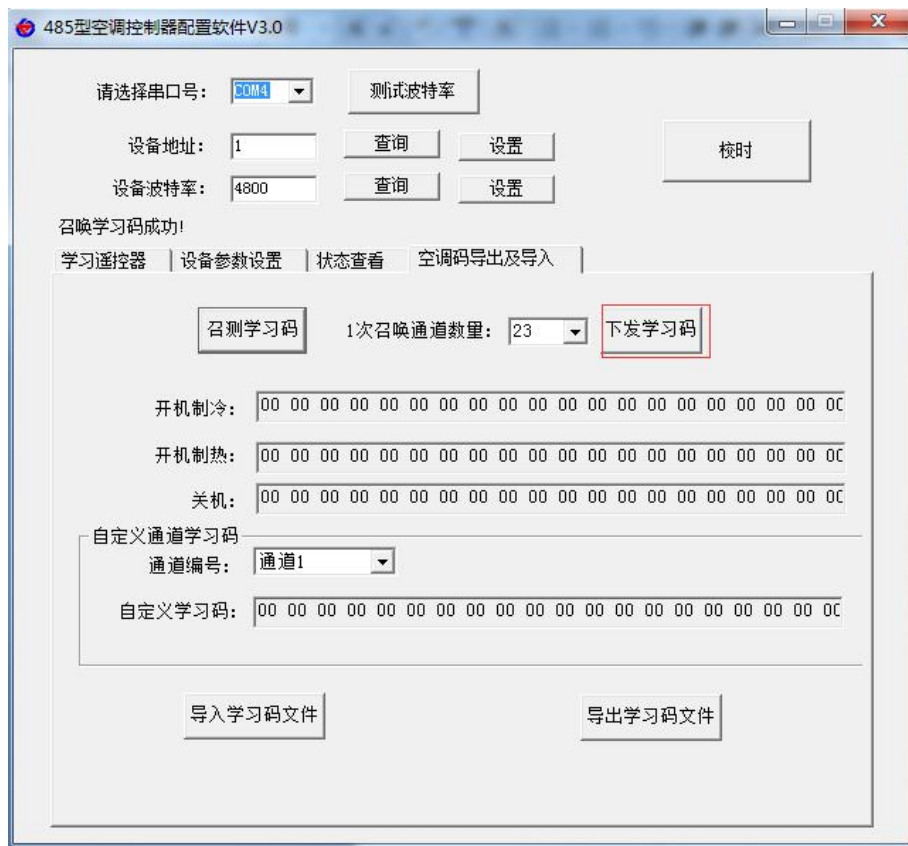 485型空调控制器配置软件V3.0
请选择串口号： COM4 测试波特率
设备地址： 1 查询 设置 校时
设备波特率： 4800 查询 设置
召唤学习码成功!
学习遥控器 设备参数设置 状态查看 空调码导出及导入
召测学习码 1次召唤通道数量： 23 下发学习码
开机制冷： 00 00 00 00 00 00 00 00 00 00 00 00 00 00 00 00 00 00 00 0C
开机制热： 00 00 00 00 00 00 00 00 00 00 00 00 00 00 00 00 00 00 00 0C
关机： 00 00 00 00 00 00 00 00 00 00 00 00 00 00 00 00 00 00 00 0C
自定义通道学习码
通道编号： 通道1
自定义学习码： 00 00 00 00 00 00 00 00 00 00 00 00 00 00 00 00 00 00 00 0C
导入学习码文件 导出学习码文件